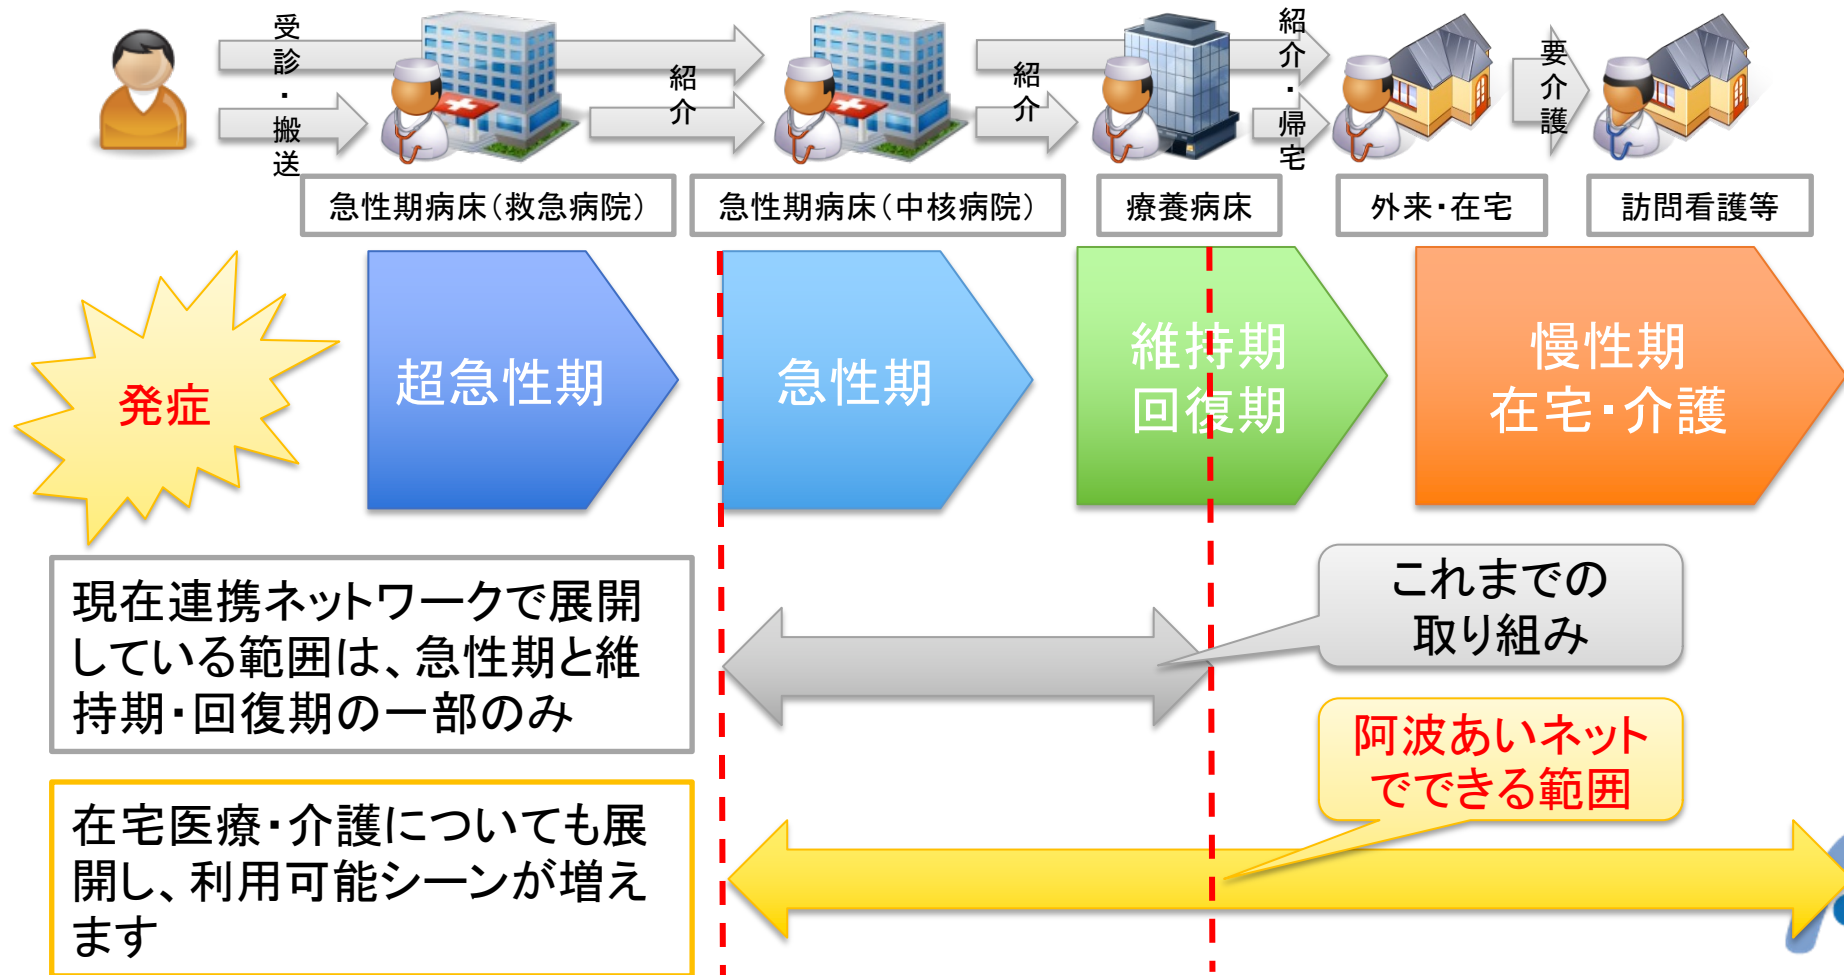 受診・搬送
紹介
紹介
紹介・帰宅
要介護
急性期病床(救急病院)
急性期病床(中核病院)
療養病床
外来・在宅
訪問看護等
発症
超急性期
急性期
維持期
回復期
慢性期
在宅・介護
現在連携ネットワークで展開
している範囲は、急性期と維
持期・回復期の一部のみ
これまでの
取り組み
阿波あいネット
でできる範囲
在宅医療・介護についても展
開し、利用可能シーンが増え
ます